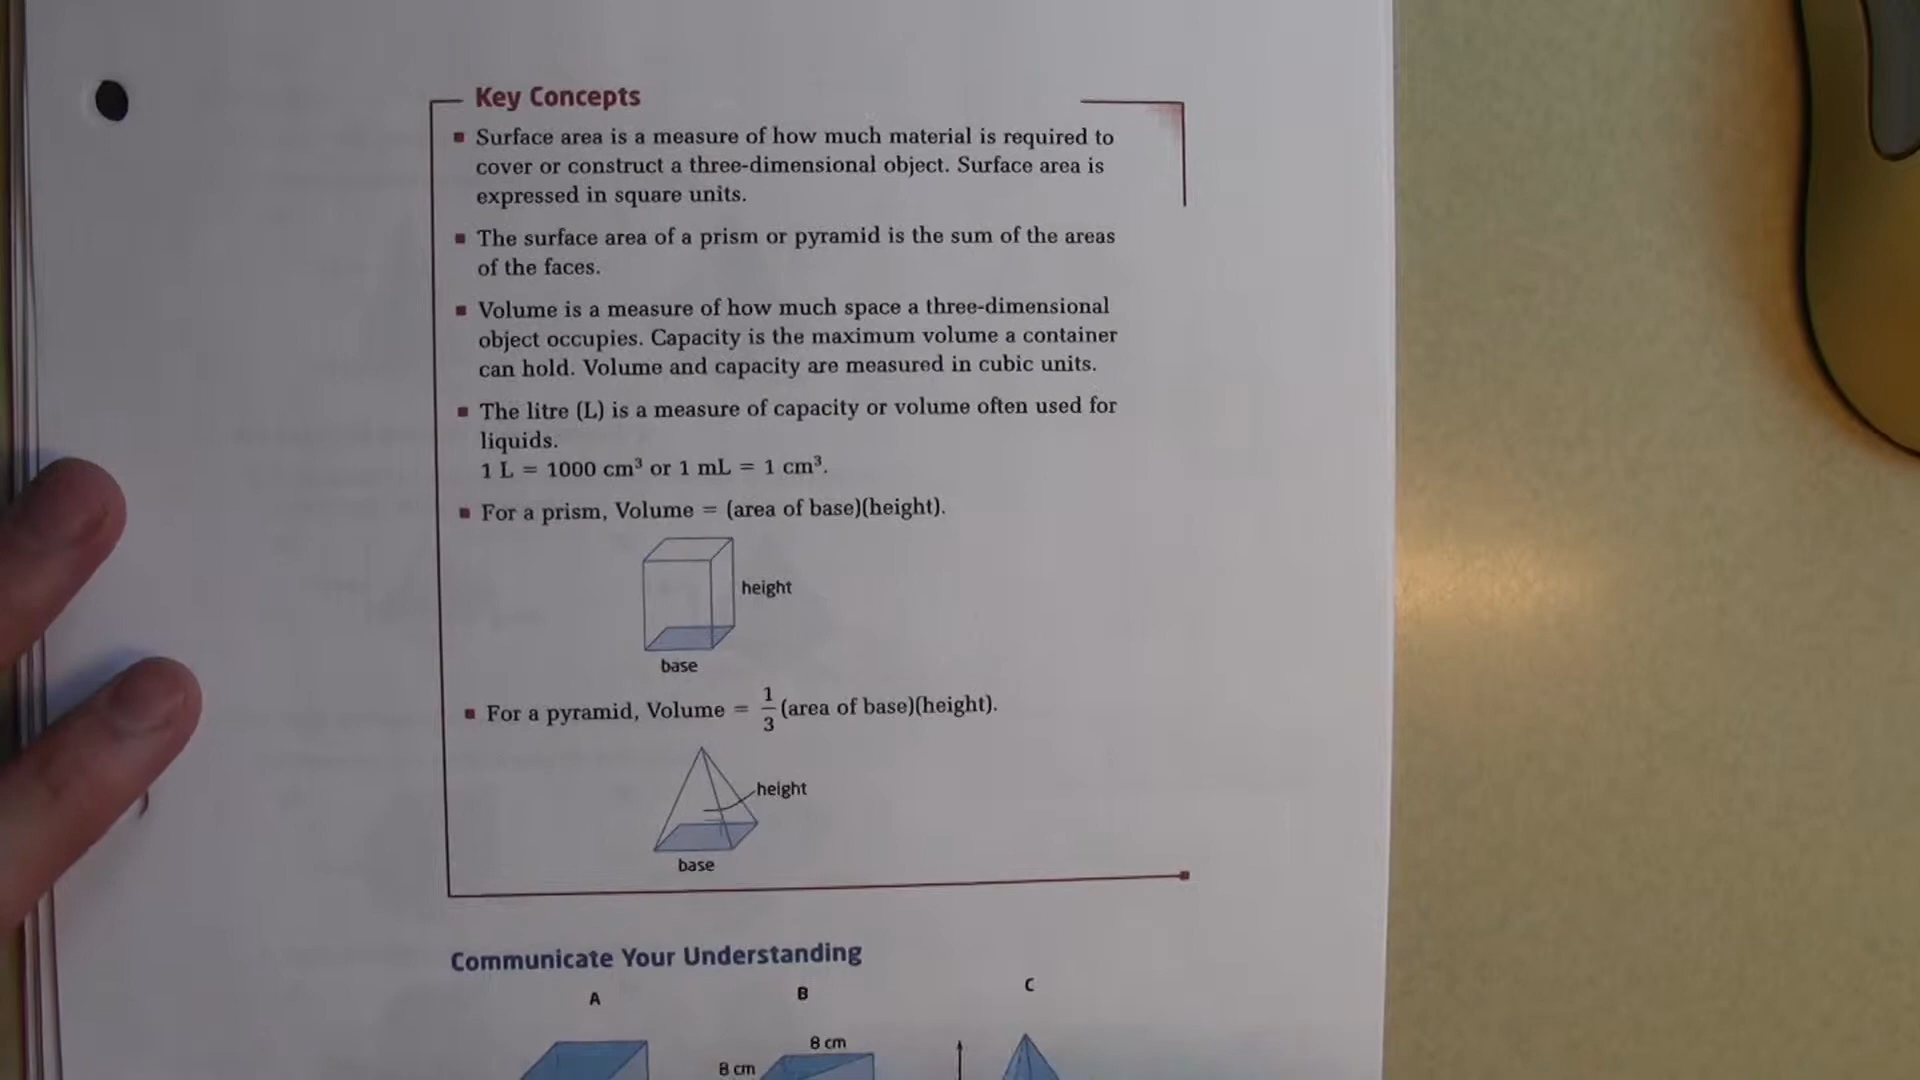 Key Concepts
▪ Surface area is a measure of how much material is required to
cover or construct a three-dimensional object. Surface area is
expressed in square units.
▪ The surface area of a prism or pyramid is the sum of the areas
of the faces.
▪ Volume is a measure of how much space a three-dimensional
object occupies. Capacity is the maximum volume a container
can hold. Volume and capacity are measured in cubic units.
▪ The litre (L) is a measure of capacity or volume often used for
liquids.
1 L = 1000 cm³ or 1 mL = 1 cm³.
▪ For a prism, Volume = (area of base)(height).
height
base
▪ For a pyramid, Volume = 1/3 (area of base)(height).
height
base
Communicate Your Understanding
A B C
8 cm
8 cm